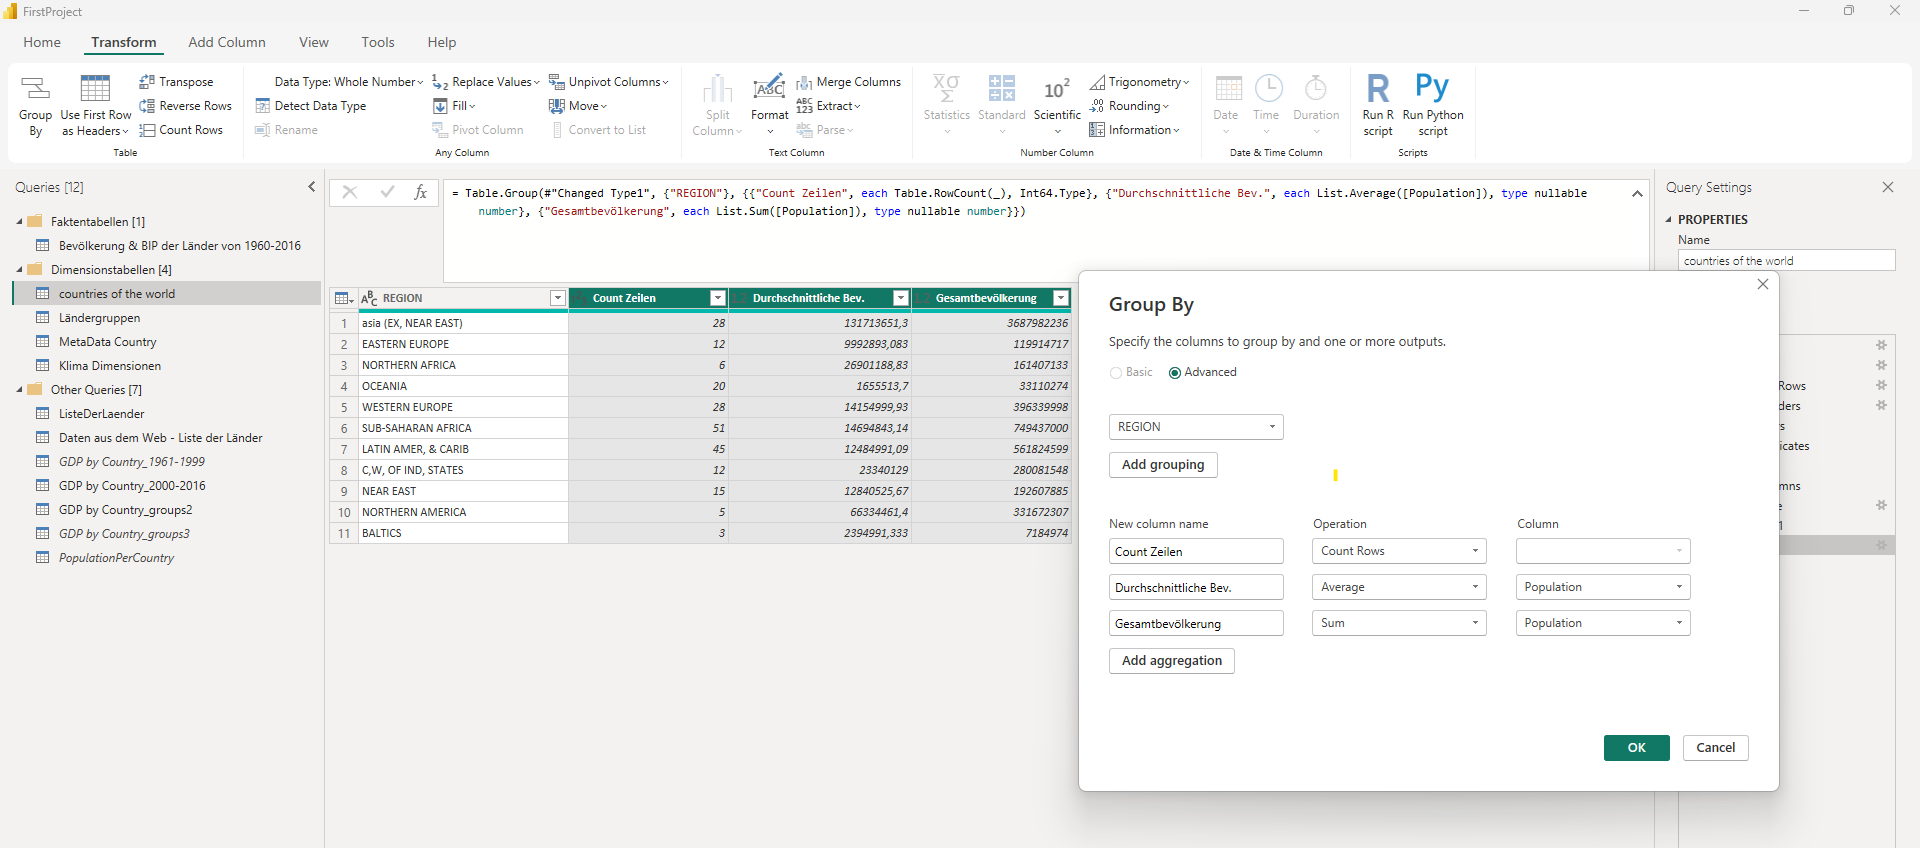 FirstProject
Home Transform Add Column View Tools Help
Group By
Use First Row as Headers
Transpose
Reverse Rows
Count Rows
Table
Data Type: Whole Number
Detect Data Type
Rename
Replace Values
Fill
Pivot Column
Unpivot Columns
Move
Convert to List
Any Column
Split Column
Format
Merge Columns
Extract
Parse
Text Column
Statistics
Standard
Scientific
Trigonometry
Rounding
Information
Number Column
Date
Time
Duration
Date & Time Column
Run R script
Run Python script
Scripts
Queries [12]
Faktentabellen [1]
Bevölkerung & BIP der Länder von 1960-2016
Dimensionstabellen [4]
countries of the world
Ländergruppen
MetaData Country
Klima Dimensionen
Other Queries [7]
ListeDerLaender
Daten aus dem Web - Liste der Länder
GDP by Country_1961-1999
GDP by Country_2000-2016
GDP by Country_groups2
GDP by Country_groups3
PopulationPerCountry
= Table.Group(#"Changed Type1", {"REGION"}, {{"Count Zeilen", each Table.RowCount(_), Int64.Type}, {"Durchschnittliche Bev.", each List.Average([Population]), type nullable
number}, {"Gesamtbevölkerung", each List.Sum([Population]), type nullable number}})
REGION Count Zeilen Durchschnittliche Bev. Gesamtbevölkerung
1 asia (EX, NEAR EAST) 28 131713651,3 3687982236
2 EASTERN EUROPE 12 9992893,083 119914717
3 NORTHERN AFRICA 6 26901188,83 161407133
4 OCEANIA 20 1655513,7 33110274
5 WESTERN EUROPE 28 14154999,93 396339998
6 SUB-SAHARAN AFRICA 51 14694843,14 749437000
7 LATIN AMER, & CARIB 45 12484991,09 561824599
8 C,W, OF IND, STATES 12 23340129 280081548
9 NEAR EAST 15 12840525,67 192607885
10 NORTHERN AMERICA 5 66334461,4 331672307
11 BALTICS 3 2394991,333 7184974
Query Settings
PROPERTIES
Name
countries of the world
Rows
ders
s
icates
mns
e
1
Group By
Specify the columns to group by and one or more outputs.
Basic Advanced
REGION
Add grouping
New column name Operation Column
Count Zeilen Count Rows
Durchschnittliche Bev. Average Population
Gesamtbevölkerung Sum Population
Add aggregation
OK Cancel